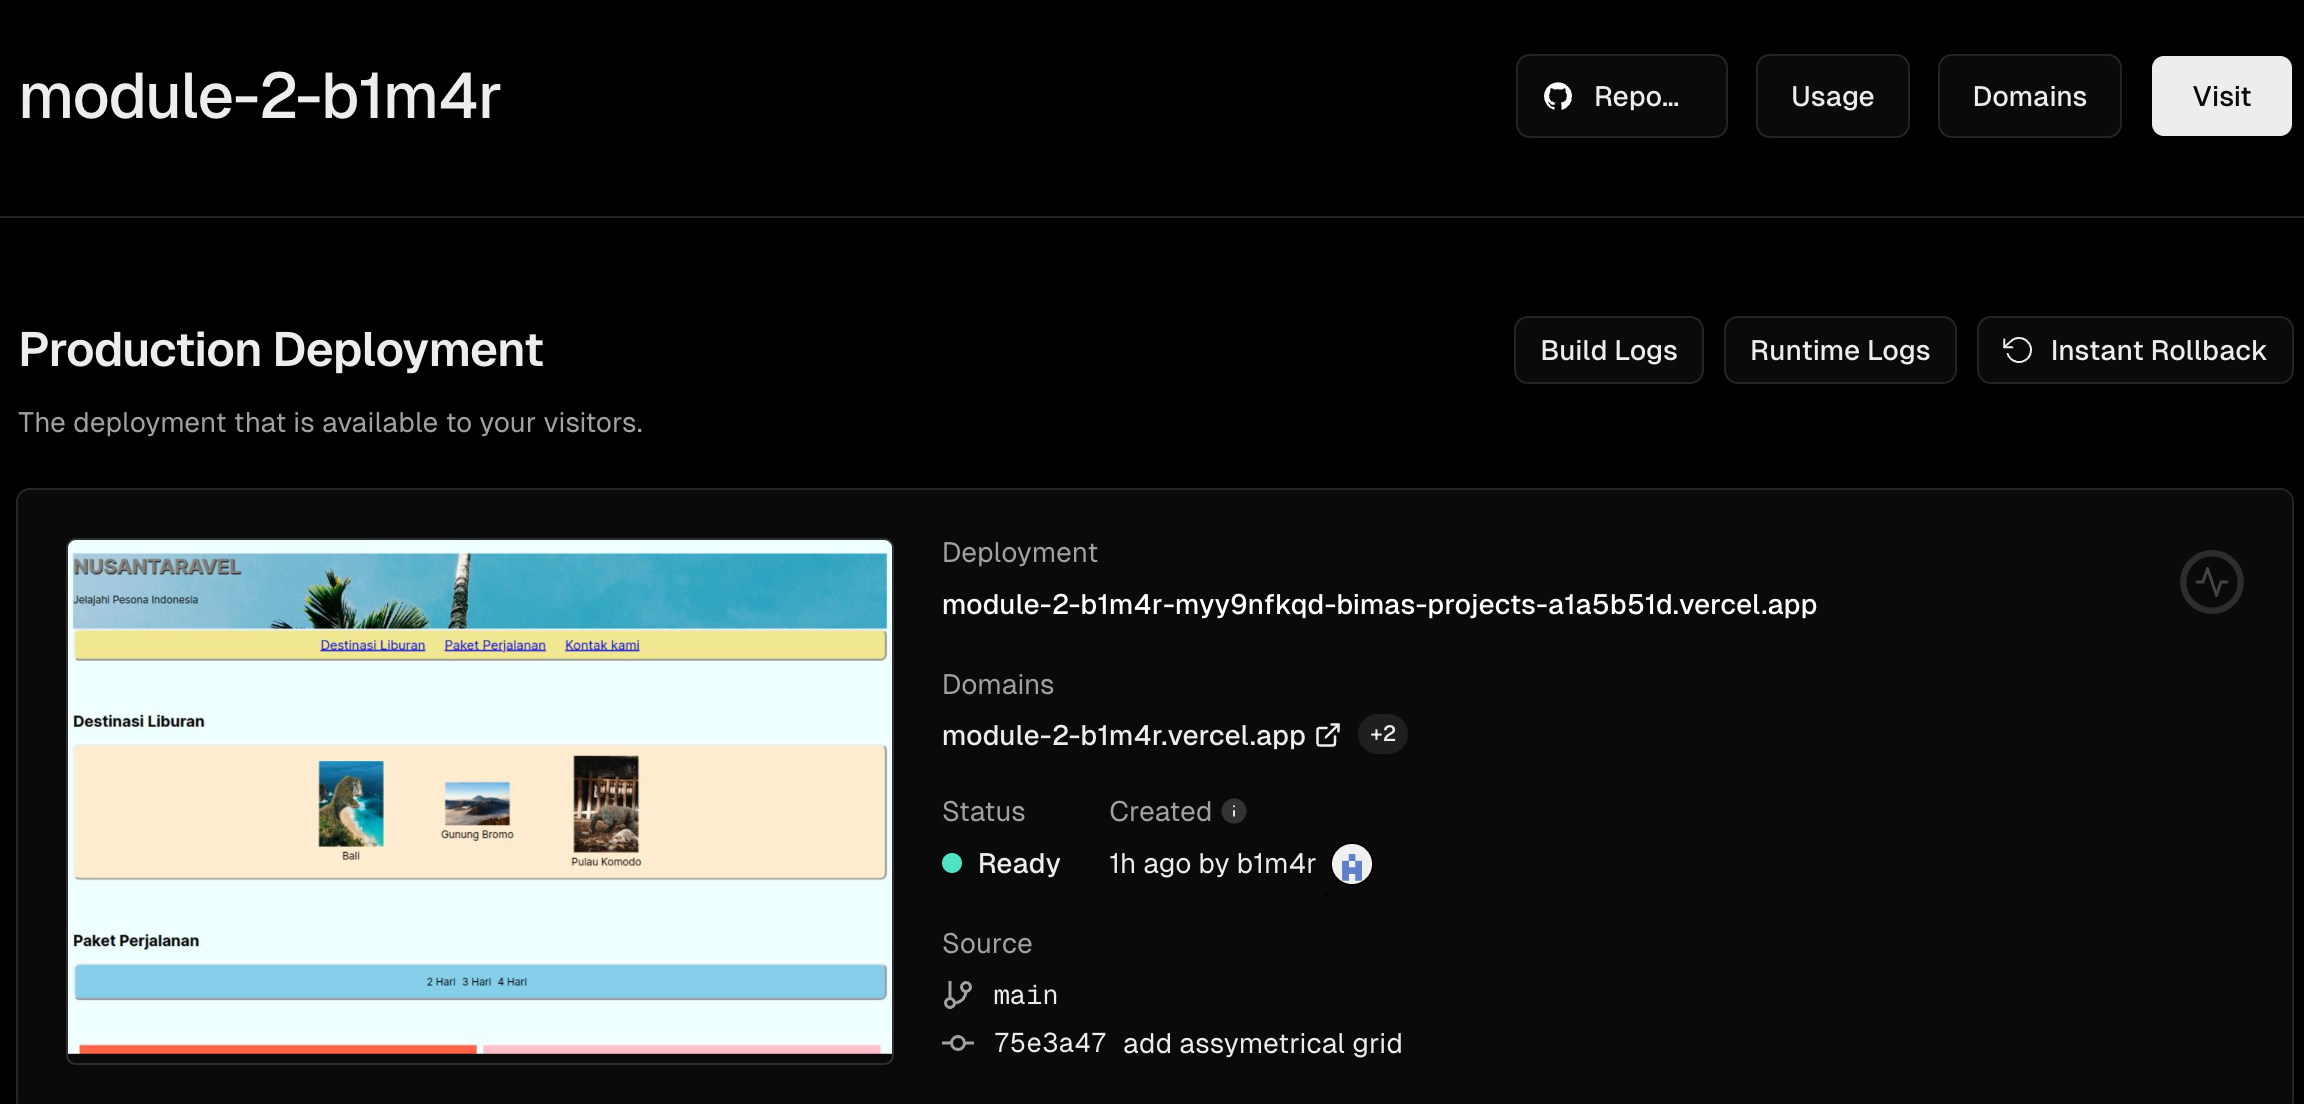 module-2-b1m4r
Repo...
Usage
Domains
Visit
Production Deployment
The deployment that is available to your visitors.
Build Logs
Runtime Logs
Instant Rollback
NUSANTARAVEL
Jelajahi Pesona Indonesia
Destinasi Liburan Paket Perjalanan Kontak kami
Destinasi Liburan
Bali
Gunung Bromo
Pulau Komodo
Paket Perjalanan
2 Hari 3 Hari 4 Hari
Deployment
module-2-b1m4r-myy9nfkqd-bimas-projects-a1a5b51d.vercel.app
Domains
module-2-b1m4r.vercel.app +2
Status
Ready
Created
1h ago by b1m4r
Source
main
75e3a47 add assymetrical grid